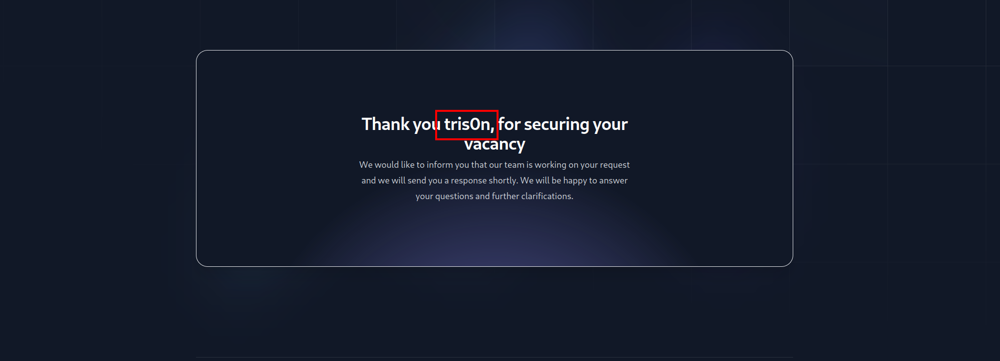 Thank you tris0n, for securing your
vacancy
We would like to inform you that our team is working on your request
and we will send you a response shortly. We will be happy to answer
your questions and further clarifications.